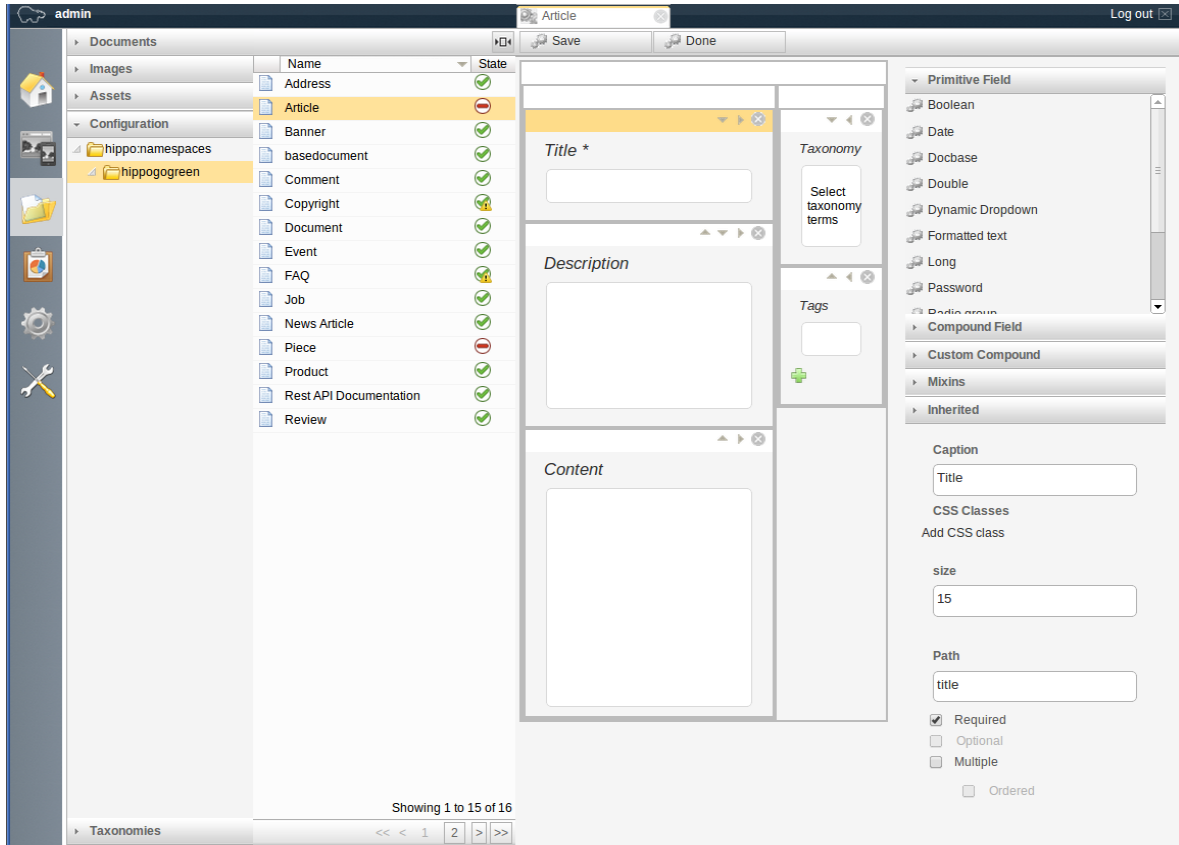 admin
Article
Log out
Documents
Images
Assets
Configuration
hippo:namespaces
hippogogreen
Taxonomies
Name State
Address
Article
Banner
basedocument
Comment
Copyright
Document
Event
FAQ
Job
News Article
Piece
Product
Rest API Documentation
Review
Showing 1 to 15 of 16
<< < 1 2 > >>
Save Done
Title *
Description
Content
Taxonomy
Select
taxonomy
terms
Tags
Primitive Field
Boolean
Date
Docbase
Double
Dynamic Dropdown
Formatted text
Long
Password
Radio group
Compound Field
Custom Compound
Mixins
Inherited
Caption
Title
CSS Classes
Add CSS class
size
15
Path
title
Required
Optional
Multiple
Ordered